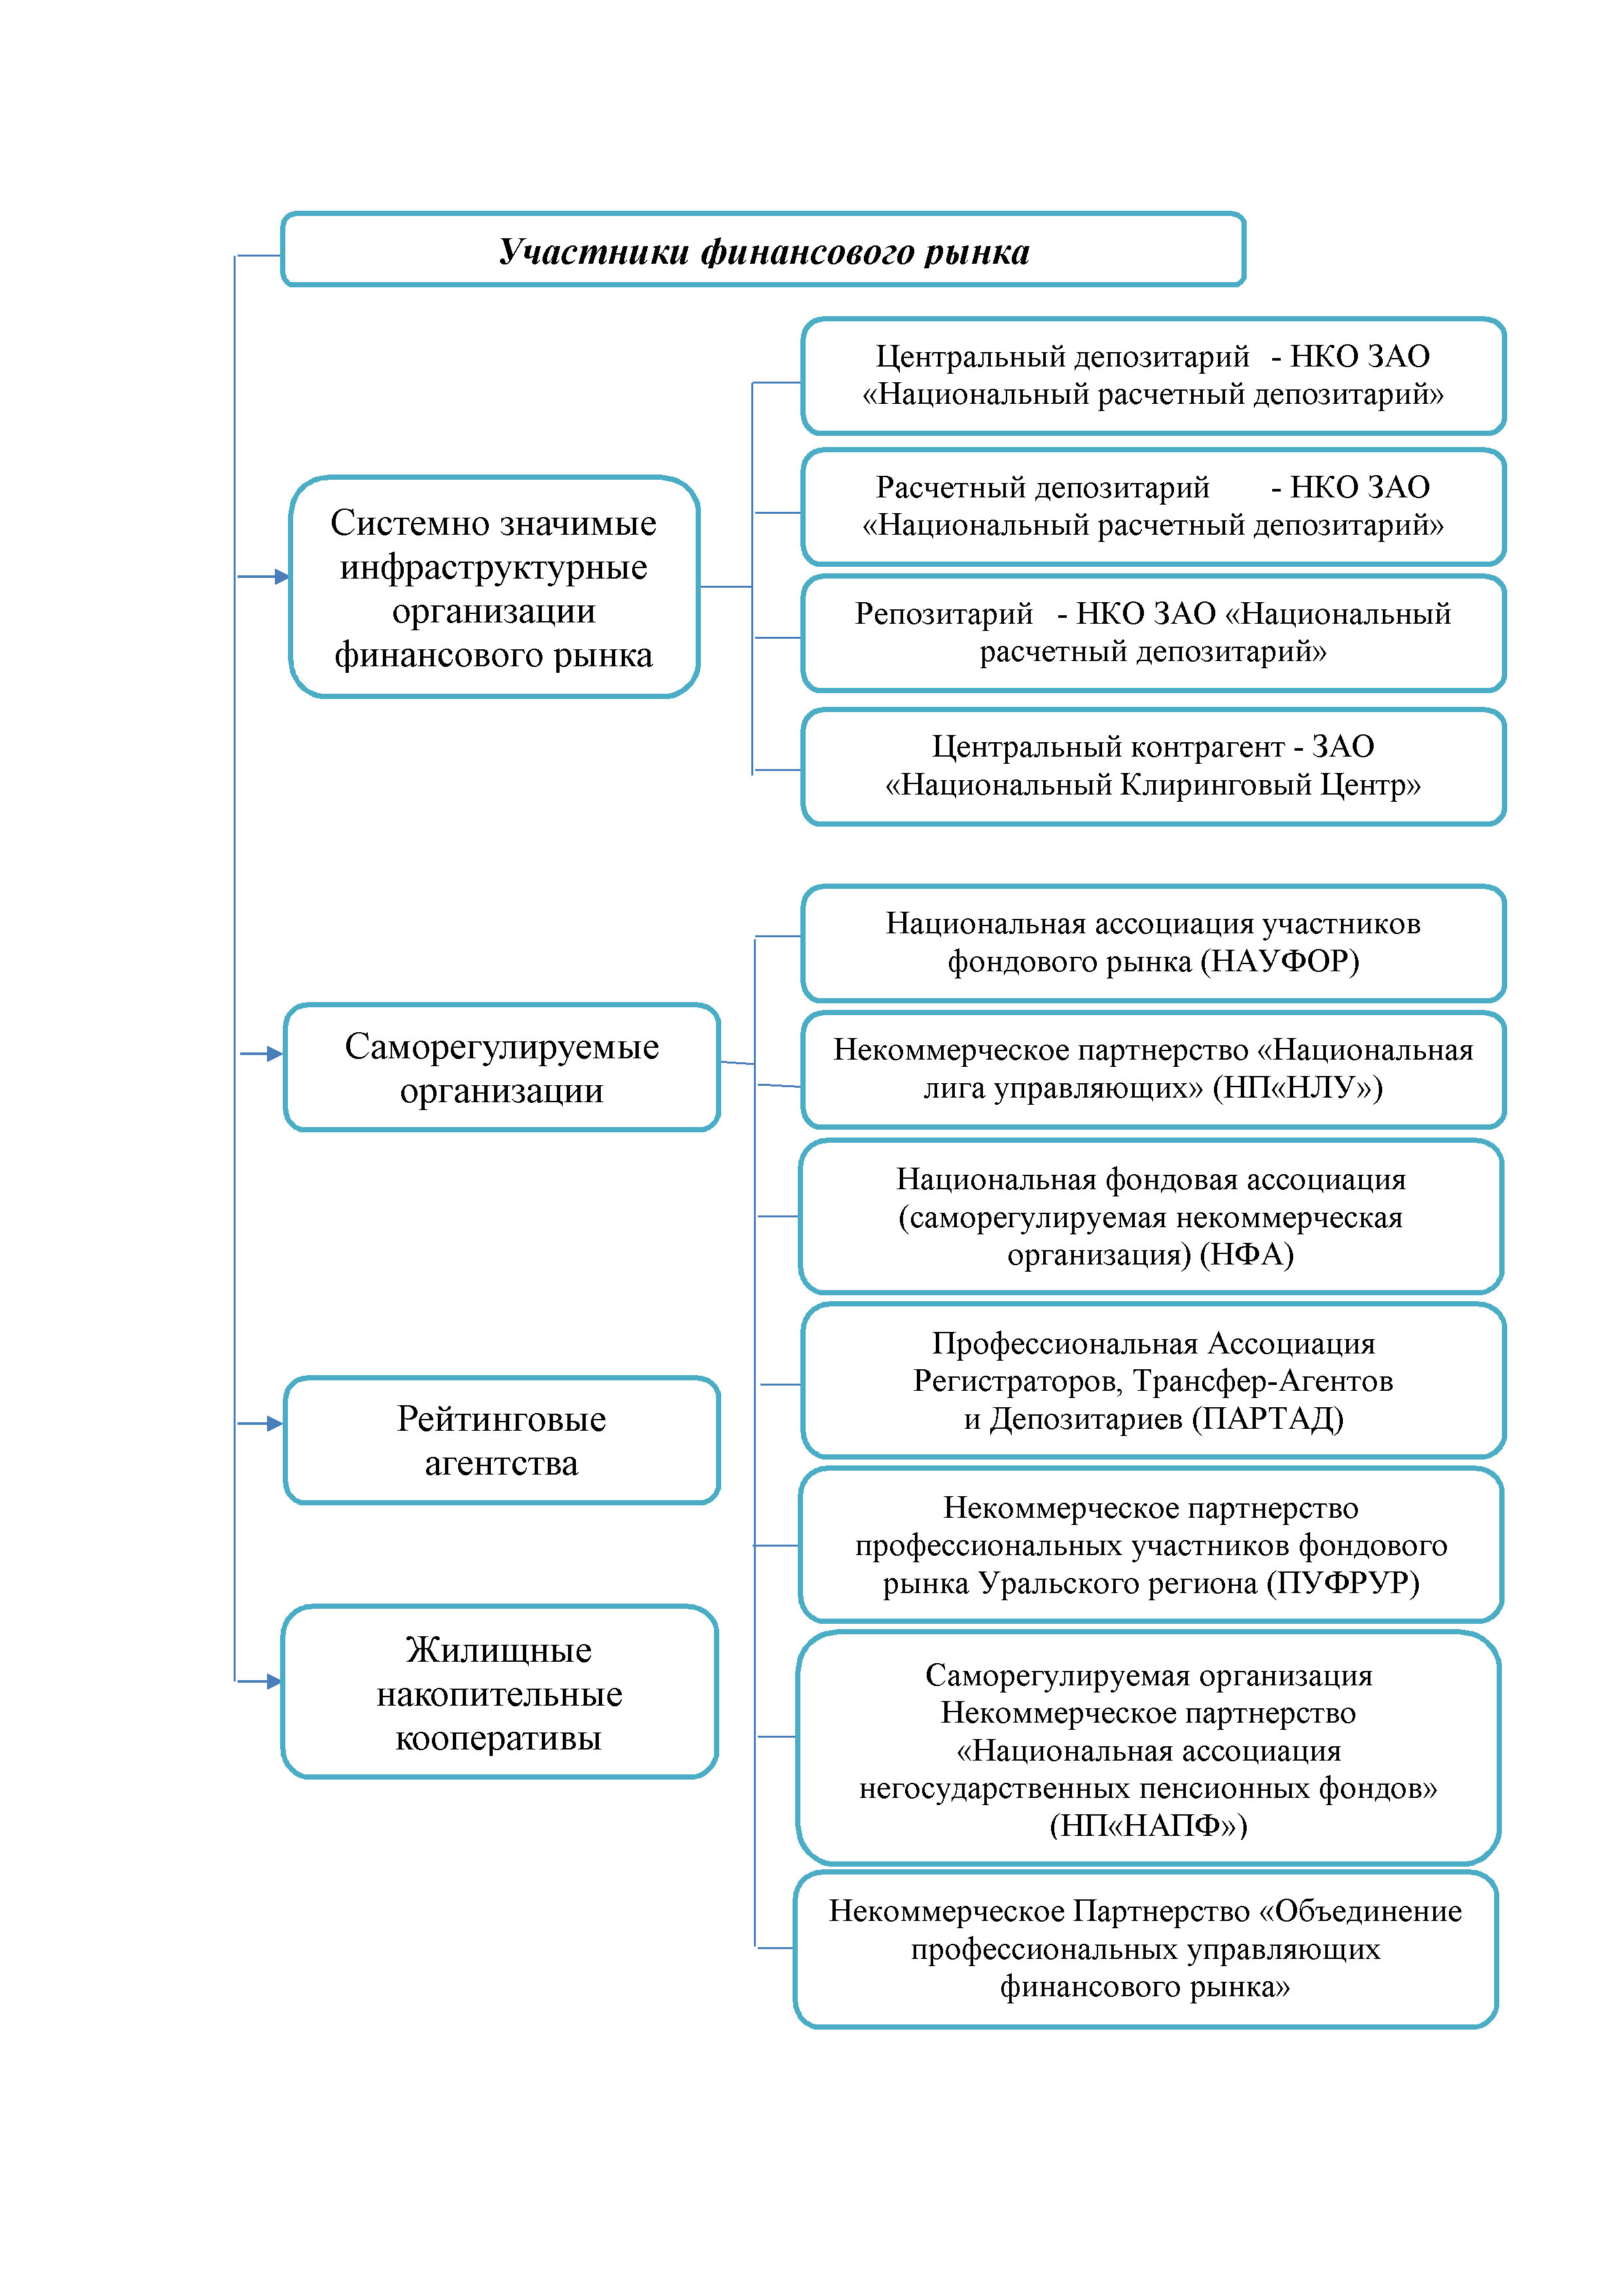 Участники финансового рынка
Центральный депозитарий - НКО ЗАО
«Национальный расчетный депозитарий»
Расчетный депозитарий - НКО ЗАО
«Национальный расчетный депозитарий»
Системно значимые
инфраструктурные
организации
финансового рынка
Репозитарий - НКО ЗАО «Национальный
расчетный депозитарий»
Центральный контрагент - ЗАО
«Национальный Клиринговый Центр»
Национальная ассоциация участников
фондового рынка (НАУФОР)
Саморегулируемые
организации
Некоммерческое партнерство «Национальная
лига управляющих» (НП«НЛУ»)
Национальная фондовая ассоциация
(саморегулируемая некоммерческая
организация) (НФА)
Профессиональная Ассоциация
Регистраторов, Трансфер-Агентов
и Депозитариев (ПАРТАД)
Рейтинговые
агентства
Некоммерческое партнерство
профессиональных участников фондового
рынка Уральского региона (ПУФРУР)
Жилищные
накопительные
кооперативы
Саморегулируемая организация
Некоммерческое партнерство
«Национальная ассоциация
негосударственных пенсионных фондов»
(НП«НАПФ»)
Некоммерческое Партнерство «Объединение
профессиональных управляющих
финансового рынка»